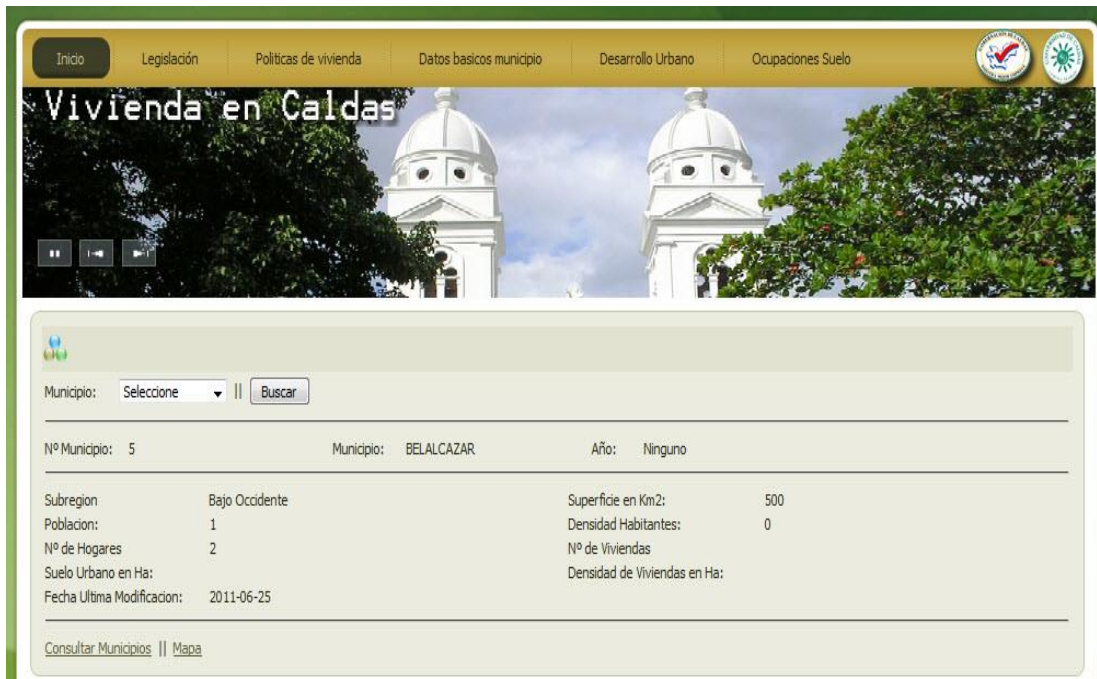 Inicio Legislación Politicas de vivienda Datos basicos municipio Desarrollo Urbano Ocupaciones Suelo
Vivienda en Caldas
Municipio: Seleccione || Buscar
Nº Municipio: 5 Municipio: BELALCAZAR Año: Ninguno
Subregion Bajo Occidente Superficie en Km2: 500
Poblacion: 1 Densidad Habitantes: 0
Nº de Hogares 2 Nº de Viviendas
Suelo Urbano en Ha: Densidad de Viviendas en Ha:
Fecha Ultima Modificacion: 2011-06-25
Consultar Municipios || Mapa